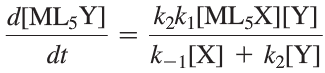 d[ML₅Y]/dt = k₂k₁[ML₅X][Y]/(k₋₁[X] + k₂[Y])